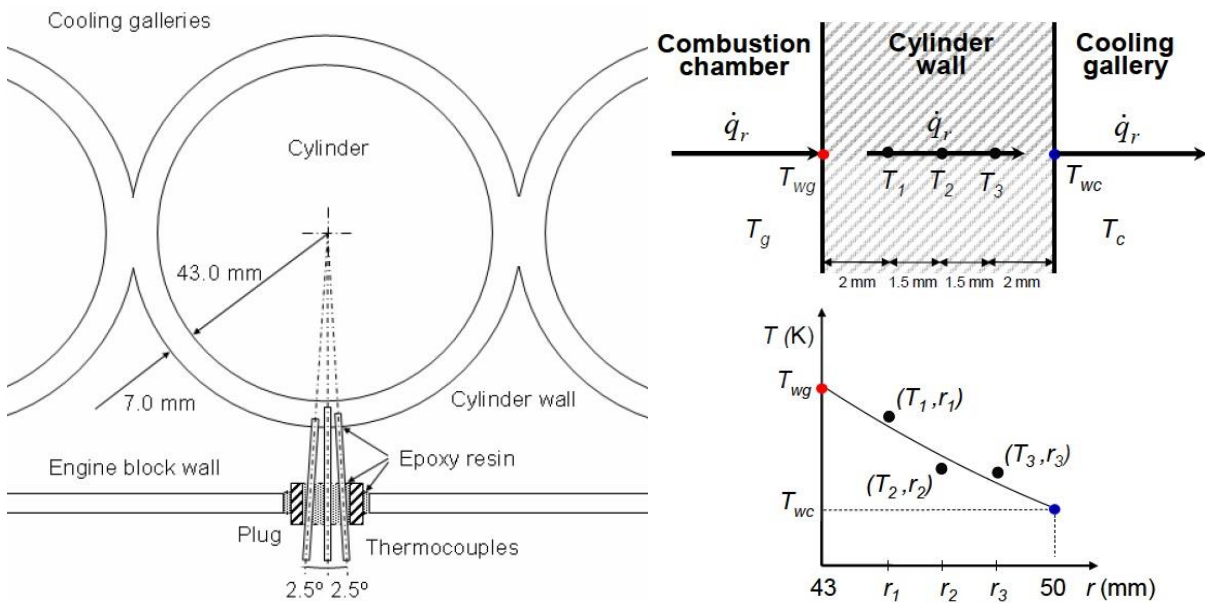 Cooling galleries
Cylinder
43.0 mm
7.0 mm
Cylinder wall
Engine block wall
Epoxy resin
Plug
Thermocouples
2.5º 2.5º
Combustion
chamber
Cylinder
wall
Cooling
gallery
q̇r
q̇r
q̇r
Twg
T1
T2
T3
Twc
Tg
Tc
2 mm
1.5 mm
1.5 mm
2 mm
T (K)
Twg
(T1 ,r1)
(T3 ,r3)
(T2 ,r2)
Twc
43
r1
r2
r3
50
r (mm)